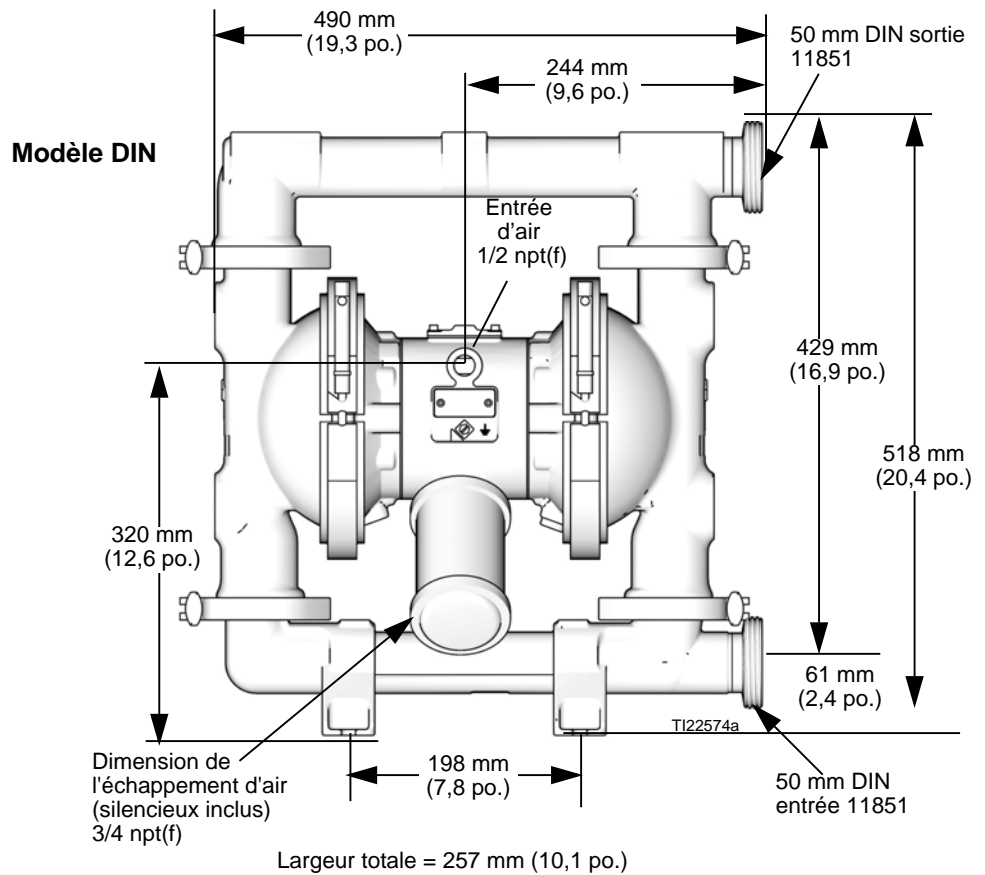 490 mm
(19,3 po.)
50 mm DIN sortie
11851
244 mm
(9,6 po.)
Modèle DIN
Entrée
d'air
1/2 npt(f)
429 mm
(16,9 po.)
518 mm
(20,4 po.)
320 mm
(12,6 po.)
61 mm
(2,4 po.)
TI22574a
Dimension de
l'échappement d'air
(silencieux inclus)
3/4 npt(f)
198 mm
(7,8 po.)
50 mm DIN
entrée 11851
Largeur totale = 257 mm (10,1 po.)